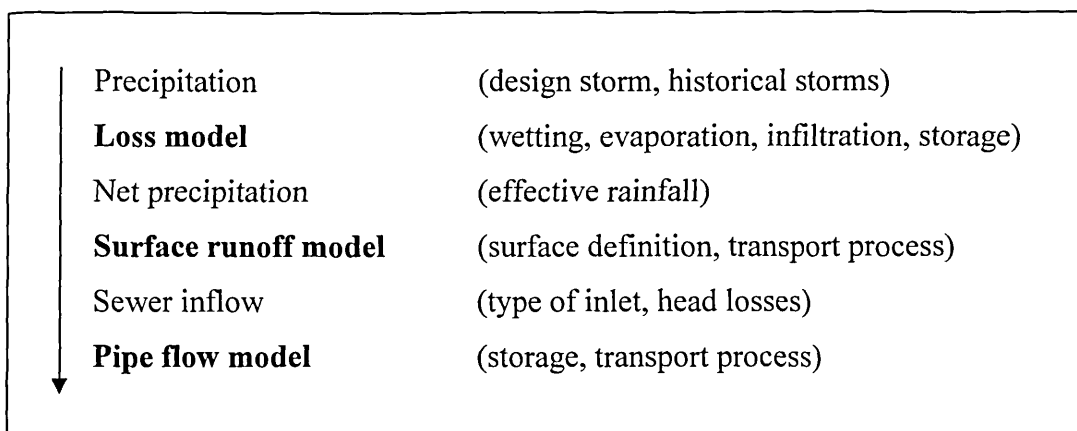 Precipitation (design storm, historical storms)
Loss model (wetting, evaporation, infiltration, storage)
Net precipitation (effective rainfall)
Surface runoff model (surface definition, transport process)
Sewer inflow (type of inlet, head losses)
Pipe flow model (storage, transport process)